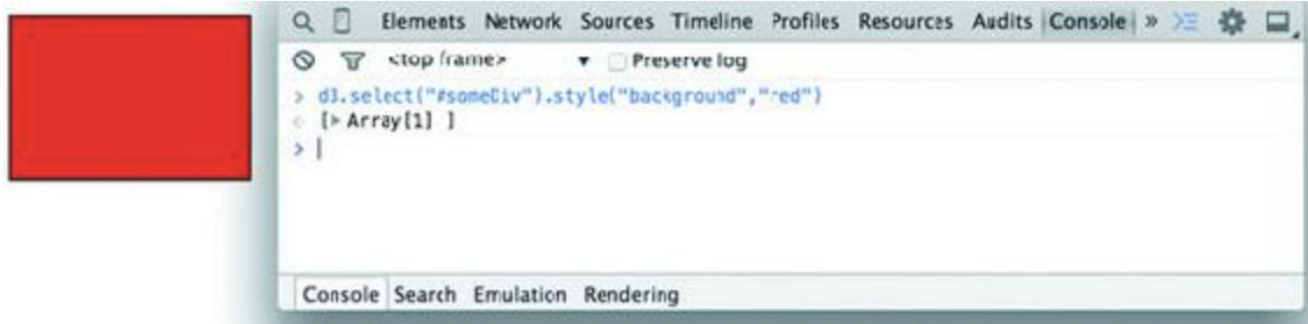 Elements Network Sources Timeline Profiles Resources Audits Console »
<top frame> ▼ Preserve log
> d3.select("#someDiv").style("background","red")
< [▸ Array[1] ]
>
Console Search Emulation Rendering